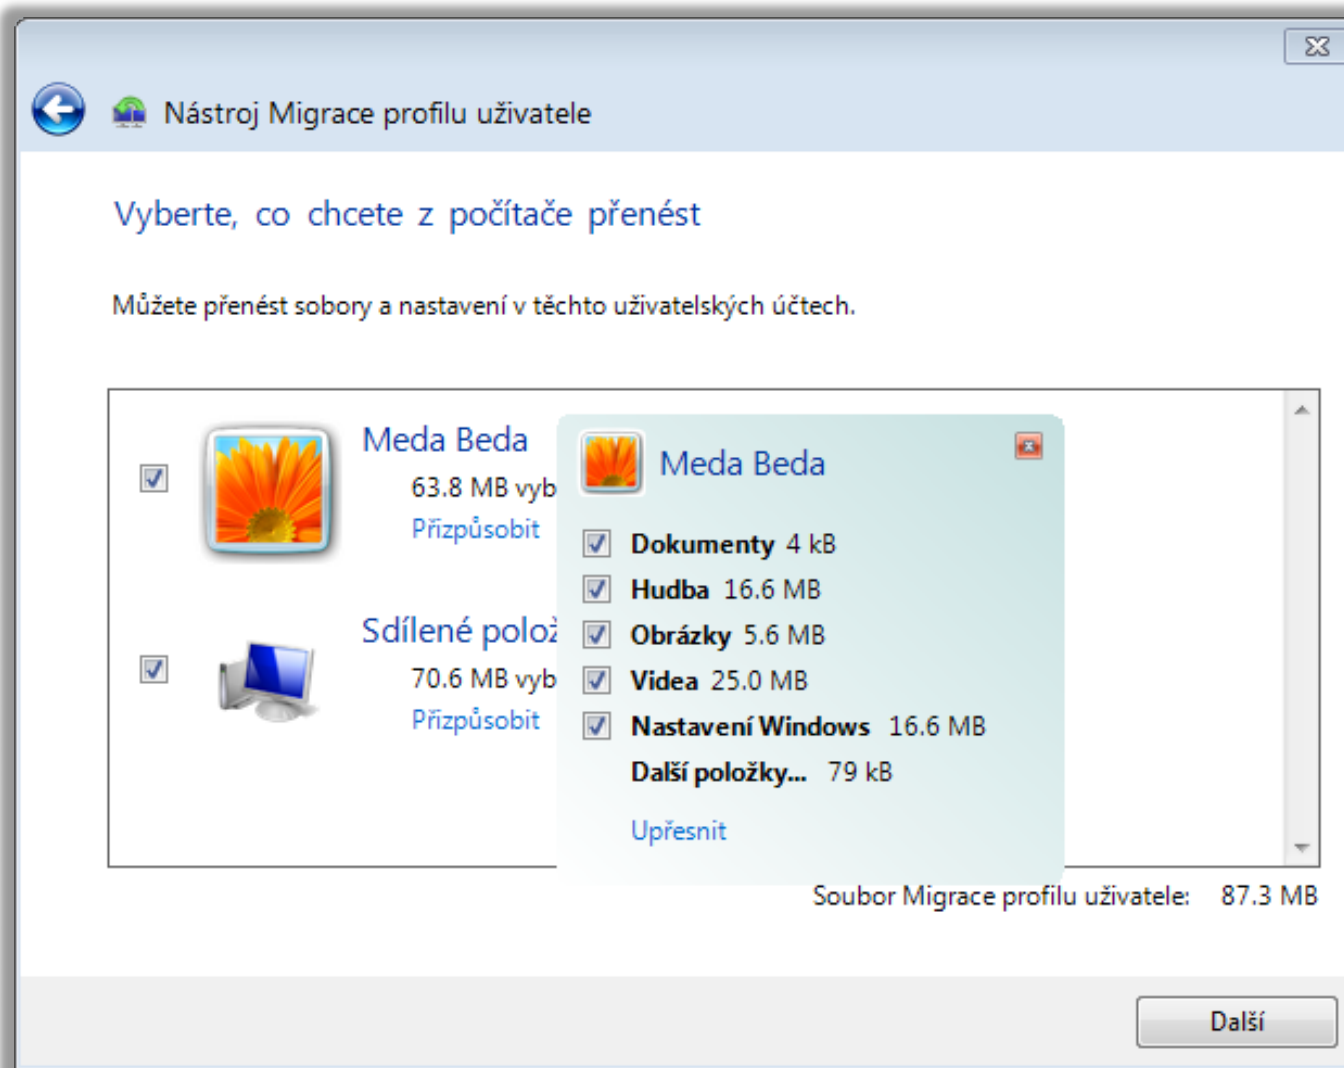 Nástroj Migrace profilu uživatele
Vyberte, co chcete z počítače přenést
Můžete přenést sobory a nastavení v těchto uživatelských účtech.
Meda Beda
63.8 MB vyb
Přizpůsobit
Sdílené polož
70.6 MB vyb
Přizpůsobit
Meda Beda
Dokumenty 4 kB
Hudba 16.6 MB
Obrázky 5.6 MB
Videa 25.0 MB
Nastavení Windows 16.6 MB
Další položky... 79 kB
Upřesnit
Soubor Migrace profilu uživatele: 87.3 MB
Další